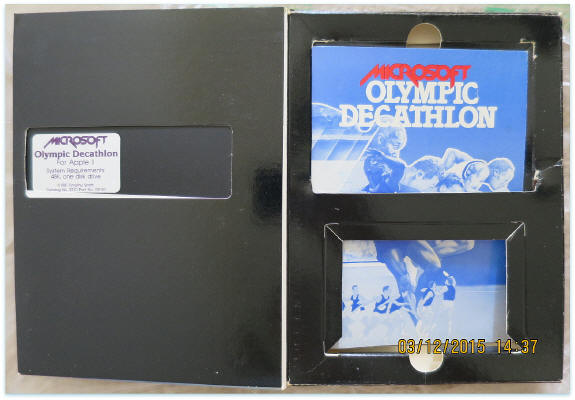 MICROSOFT
Olympic Decathlon
For Apple
System Requirements:
48K, one disk drive
MICROSOFT
OLYMPIC
DECATHLON
03/12/2015 14:37